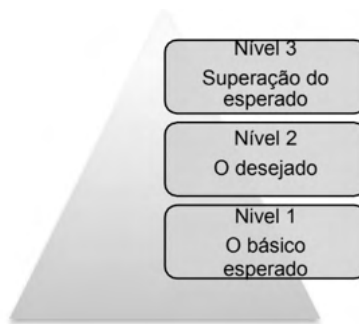 Nível 3
Superação do
esperado
Nível 2
O desejado
Nível 1
O básico
esperado